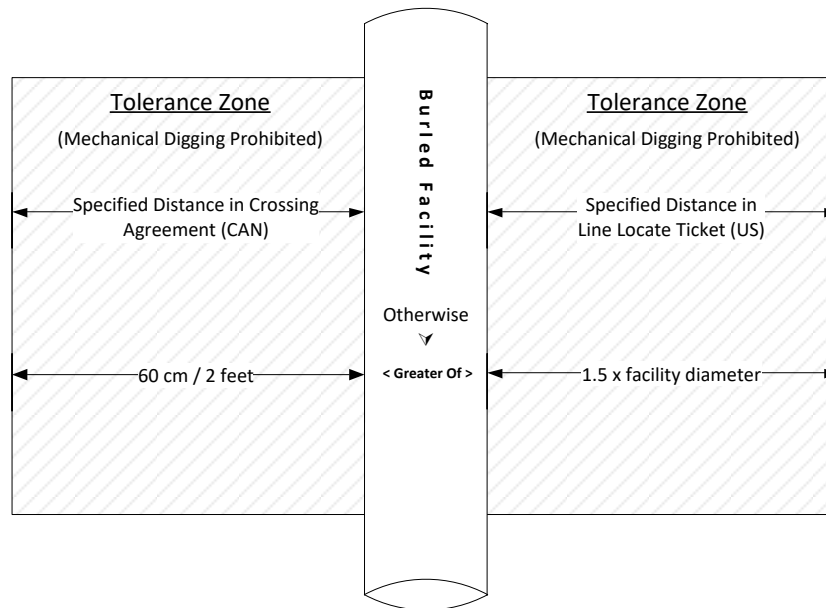 Tolerance Zone
(Mechanical Digging Prohibited)
Specified Distance in Crossing
Agreement (CAN)
60 cm / 2 feet
Buried Facility
Otherwise
< Greater Of >
Tolerance Zone
(Mechanical Digging Prohibited)
Specified Distance in
Line Locate Ticket (US)
1.5 x facility diameter